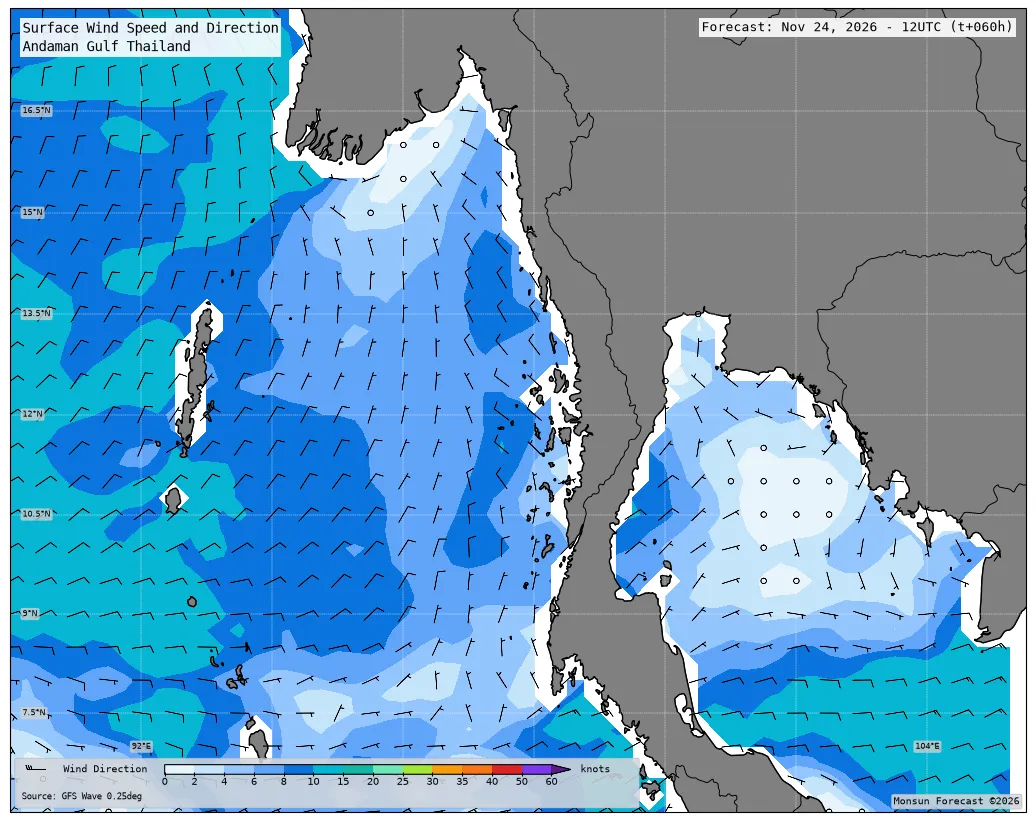 Surface Wind Speed and Direction
Andaman Gulf Thailand
Forecast: Nov 24, 2026 - 12UTC (t+060h)
16.5°N
15°N
13.5°N
12°N
10.5°N
9°N
7.5°N
92°E
104°E
Wind Direction
knots
0 2 4 6 8 10 15 20 25 30 35 40 50 60
Source: GFS Wave 0.25deg
Monsun Forecast ©2026